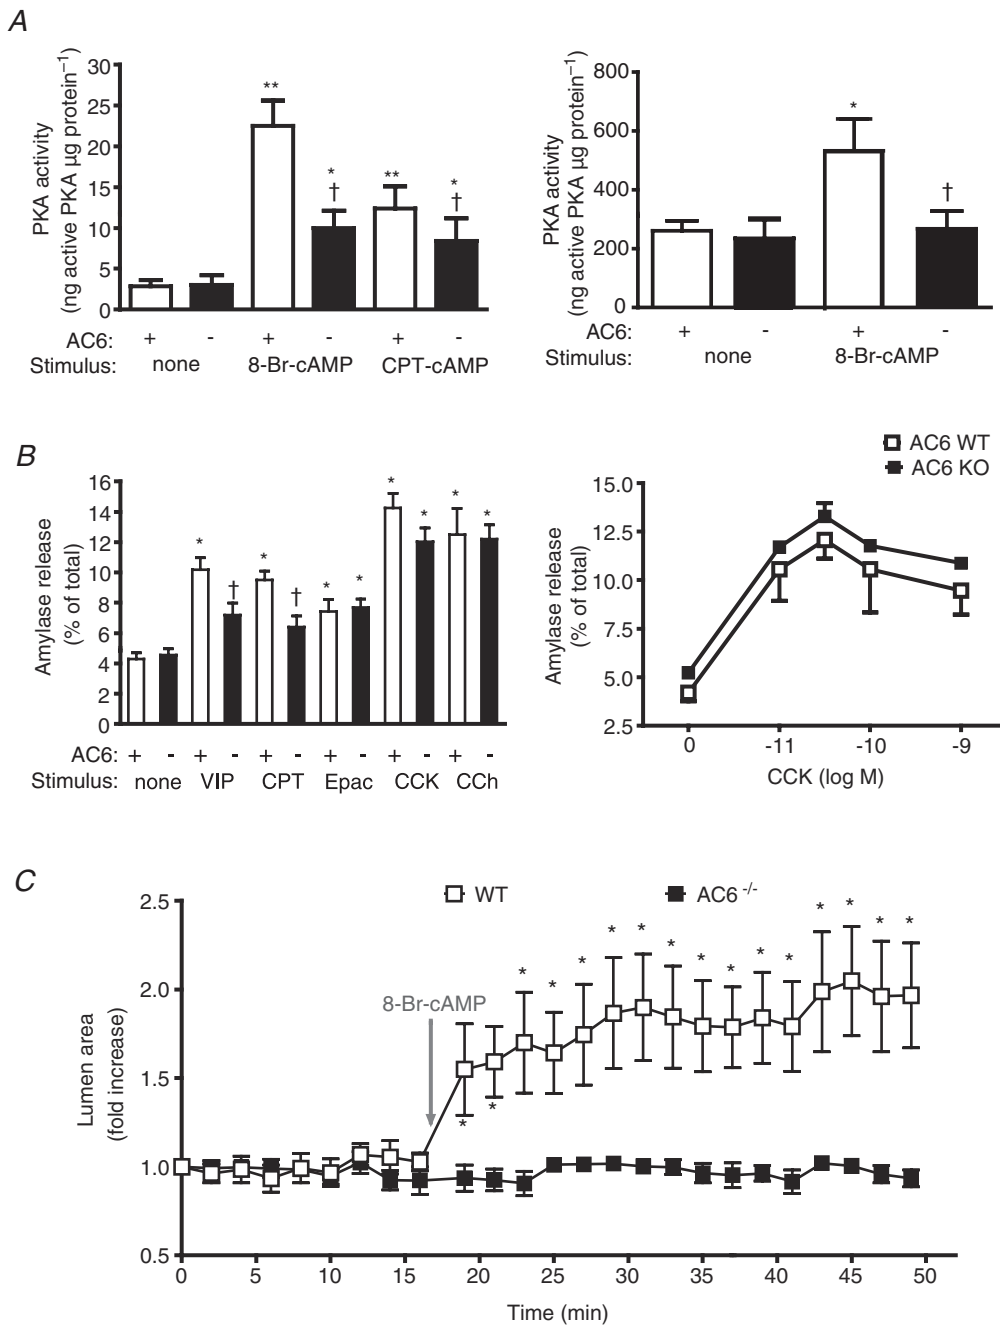 A
PKA activity
(ng active PKA µg protein⁻¹)
30
25
20
15
10
5
0
**
*
†
**
*
†
AC6: + - + - + -
Stimulus: none 8-Br-cAMP CPT-cAMP
PKA activity
(ng active PKA µg protein⁻¹)
800
600
400
200
0
*
†
AC6: + - + -
Stimulus: none 8-Br-cAMP
B
Amylase release
(% of total)
16
14
12
10
8
6
4
2
0
* † * † * * * * * *
AC6: + - + - + - + - + - + -
Stimulus: none VIP CPT Epac CCK CCh
AC6 WT
AC6 KO
Amylase release
(% of total)
15.0
12.5
10.0
7.5
5.0
2.5
0 -11 -10 -9
CCK (log M)
C
WT AC6 -/-
Lumen area
(fold increase)
2.5
2.0
1.5
1.0
0.5
8-Br-cAMP
* * * * * * * * * * * * * * * *
0 5 10 15 20 25 30 35 40 45 50
Time (min)